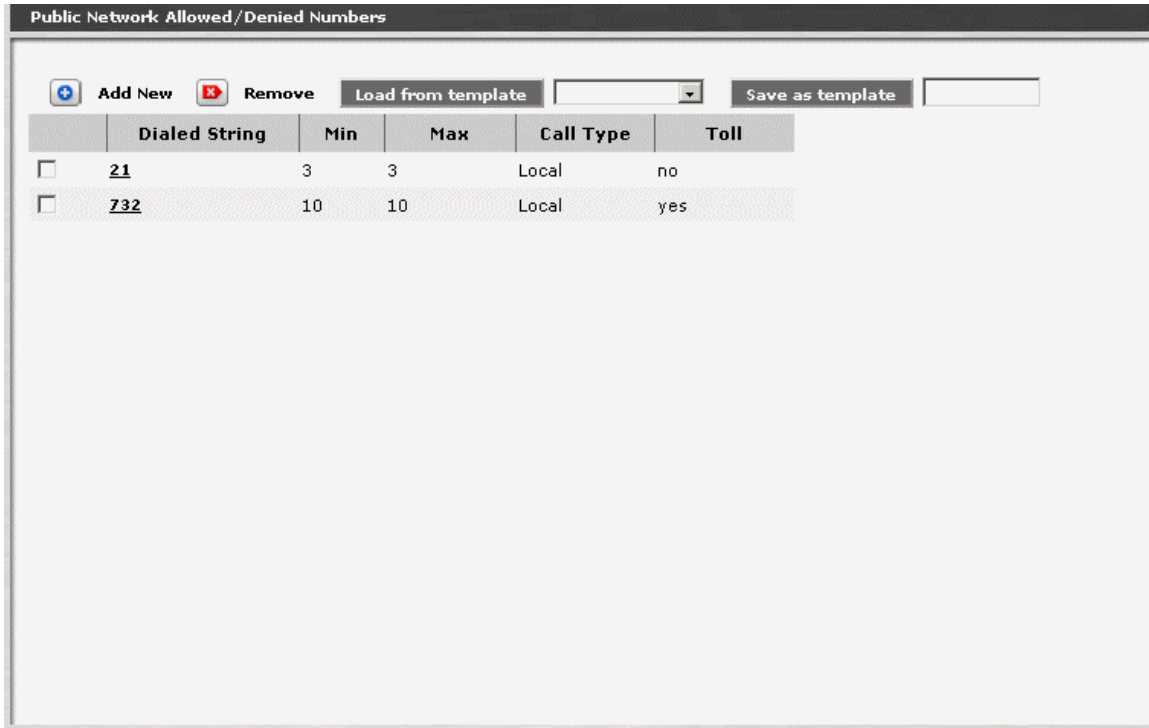 Public Network Allowed/Denied Numbers
Add New Remove Load from template Save as template
Dialed String Min Max Call Type Toll
21 3 3 Local no
732 10 10 Local yes